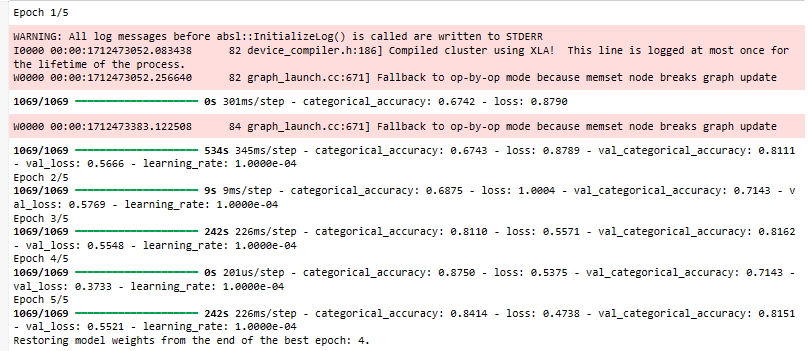 Epoch 1/5
WARNING: All log messages before absl::InitializeLog() is called are written to STDERR
I0000 00:00:1712473052.083438      82 device_compiler.h:186] Compiled cluster using XLA!  This line is logged at most once for
the lifetime of the process.
W0000 00:00:1712473052.256640      82 graph_launch.cc:671] Fallback to op-by-op mode because memset node breaks graph update
1069/1069 ━━━━━━━━━━━━━━━━━━━━ 0s 301ms/step - categorical_accuracy: 0.6742 - loss: 0.8790
W0000 00:00:1712473383.122508      84 graph_launch.cc:671] Fallback to op-by-op mode because memset node breaks graph update
1069/1069 ━━━━━━━━━━━━━━━━━━━━ 534s 345ms/step - categorical_accuracy: 0.6743 - loss: 0.8789 - val_categorical_accuracy: 0.8111
- val_loss: 0.5666 - learning_rate: 1.0000e-04
Epoch 2/5
1069/1069 ━━━━━━━━━━━━━━━━━━━━ 9s 9ms/step - categorical_accuracy: 0.6875 - loss: 1.0004 - val_categorical_accuracy: 0.7143 - v
al_loss: 0.5769 - learning_rate: 1.0000e-04
Epoch 3/5
1069/1069 ━━━━━━━━━━━━━━━━━━━━ 242s 226ms/step - categorical_accuracy: 0.8110 - loss: 0.5571 - val_categorical_accuracy: 0.8162
- val_loss: 0.5548 - learning_rate: 1.0000e-04
Epoch 4/5
1069/1069 ━━━━━━━━━━━━━━━━━━━━ 0s 201us/step - categorical_accuracy: 0.8750 - loss: 0.5375 - val_categorical_accuracy: 0.7143 -
val_loss: 0.3733 - learning_rate: 1.0000e-04
Epoch 5/5
1069/1069 ━━━━━━━━━━━━━━━━━━━━ 242s 226ms/step - categorical_accuracy: 0.8414 - loss: 0.4738 - val_categorical_accuracy: 0.8151
- val_loss: 0.5521 - learning_rate: 1.0000e-04
Restoring model weights from the end of the best epoch: 4.